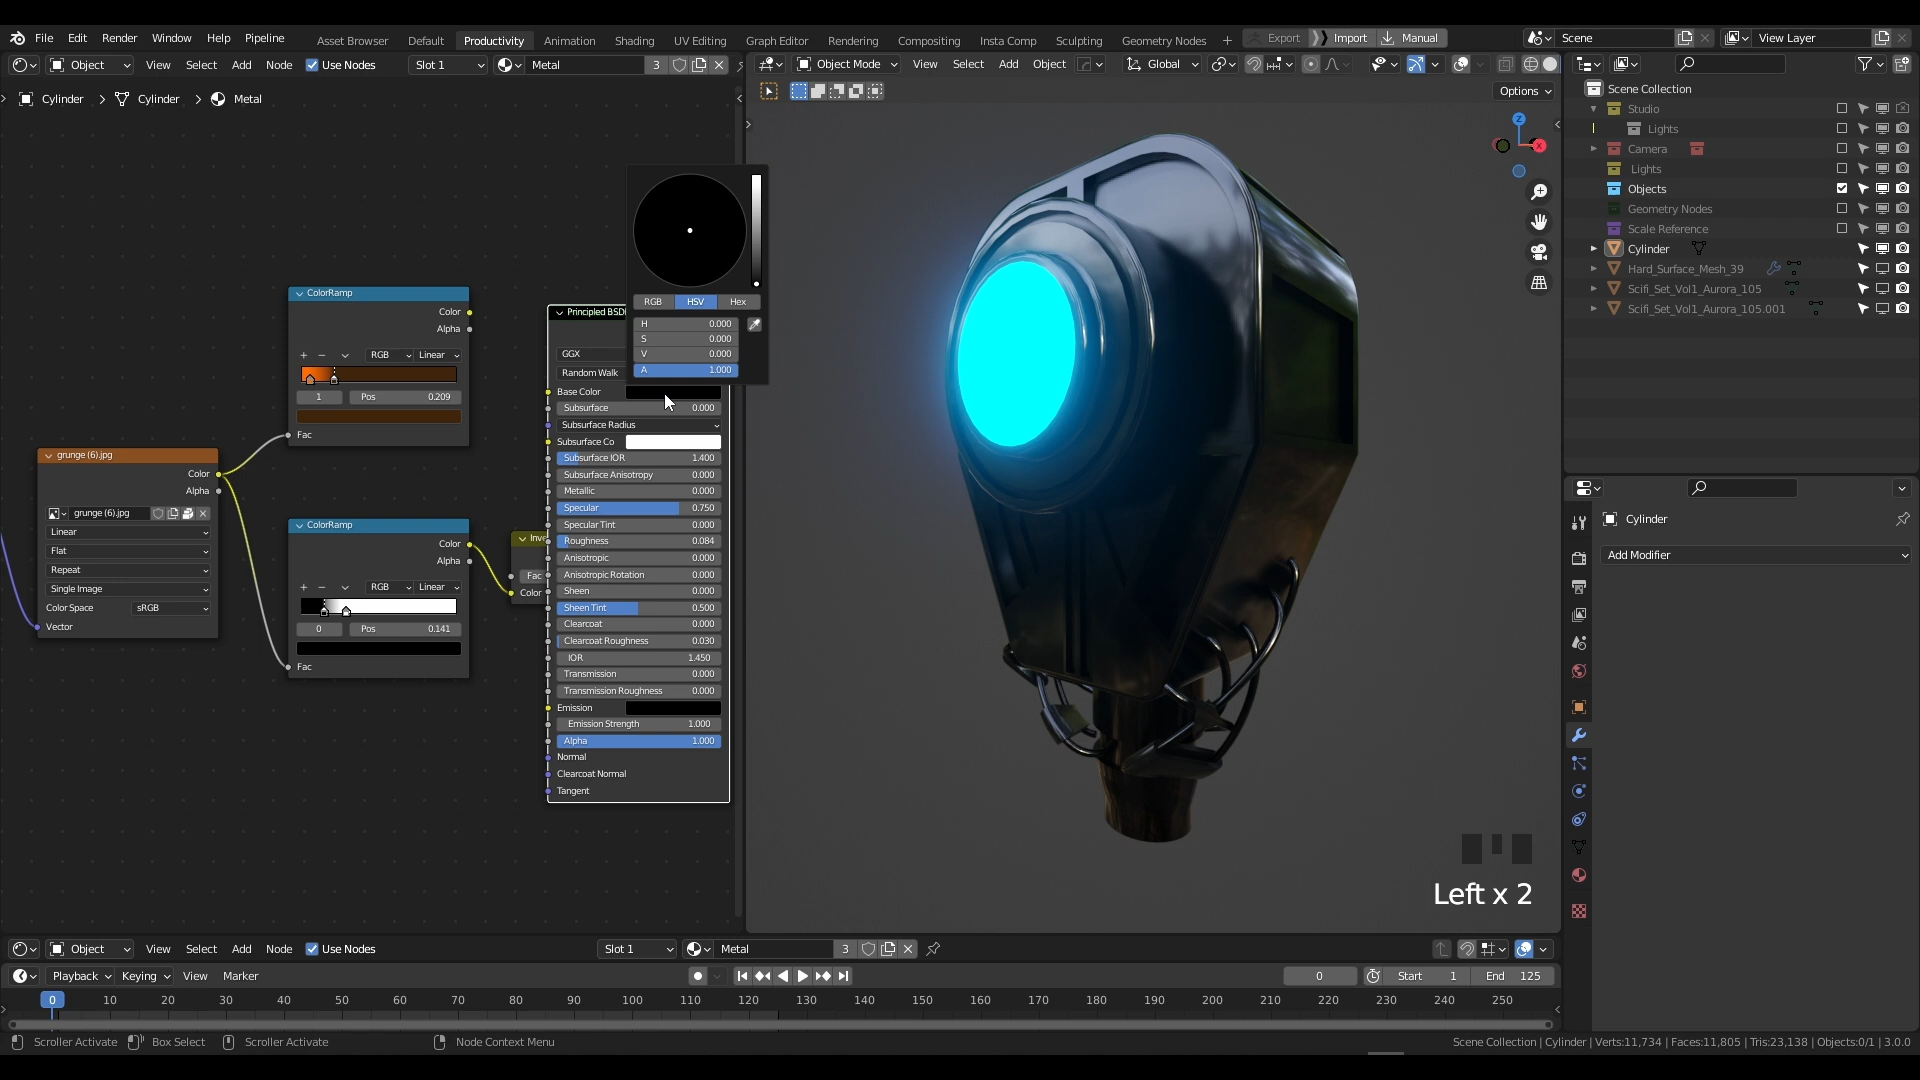 File Edit Render Window Help Pipeline
Asset Browser Default Productivity Animation Shading UV Editing Graph Editor Rendering Compositing Insta Comp Sculpting Geometry Nodes + Export Import Manual
Scene
View Layer
Object View Select Add Node Use Nodes Slot 1 Metal 3
Object Mode View Select Add Object Global
Options
Cylinder > Cylinder > Metal
Z
X
RGB HSV Hex
H 0.000
S 0.000
V 0.000
A 1.000
ColorRamp
Color
Alpha
RGB Linear
1 Pos 0.209
Fac
grunge (6).jpg
Color
Alpha
grunge (6).jpg
Linear
Flat
Repeat
Single Image
Color Space sRGB
Vector
ColorRamp
Color
Alpha
RGB Linear
0 Pos 0.141
Fac
Inve
Fac
Color
Principled BSD
GGX
Random Walk
Base Color
Subsurface 0.000
Subsurface Radius
Subsurface Co
Subsurface IOR 1.400
Subsurface Anisotropy 0.000
Metallic 0.000
Specular 0.750
Specular Tint 0.000
Roughness 0.084
Anisotropic 0.000
Anisotropic Rotation 0.000
Sheen 0.000
Sheen Tint 0.500
Clearcoat 0.000
Clearcoat Roughness 0.030
IOR 1.450
Transmission 0.000
Transmission Roughness 0.000
Emission
Emission Strength 1.000
Alpha 1.000
Normal
Clearcoat Normal
Tangent
Left x 2
Scene Collection
Studio
Lights
Camera
Lights
Objects
Geometry Nodes
Scale Reference
Cylinder
Hard_Surface_Mesh_39
Scifi_Set_Vol1_Aurora_105
Scifi_Set_Vol1_Aurora_105.001
Cylinder
Add Modifier
Object View Select Add Node Use Nodes Slot 1 Metal 3
Playback Keying View Marker
0 Start 1 End 125
0 10 20 30 40 50 60 70 80 90 100 110 120 130 140 150 160 170 180 190 200 210 220 230 240 250
Scroller Activate Box Select Scroller Activate Node Context Menu
Scene Collection | Cylinder | Verts:11,734 | Faces:11,805 | Tris:23,138 | Objects:0/1 | 3.0.0